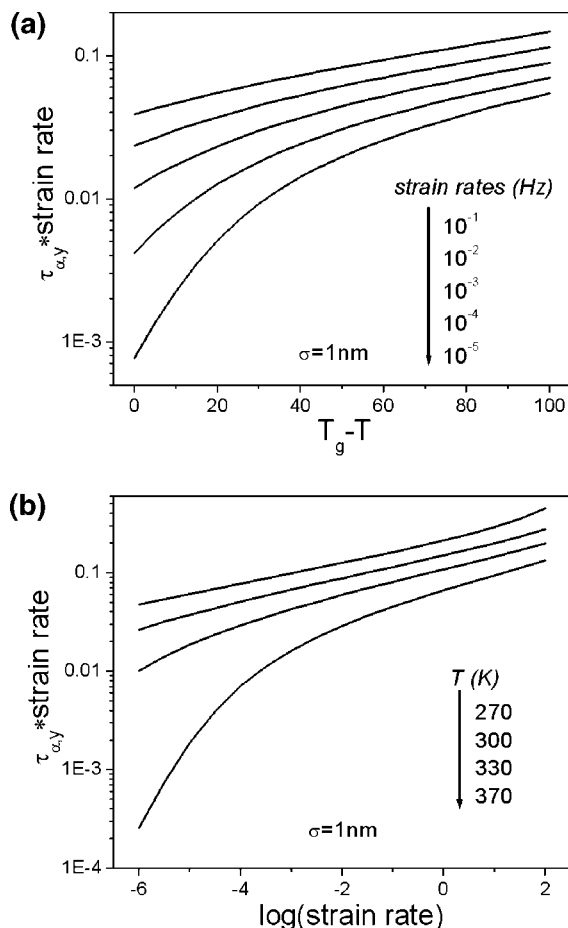 (a)
τα,y*strain rate
0.1
0.01
1E-3
strain rates (Hz)
10⁻¹
10⁻²
10⁻³
10⁻⁴
10⁻⁵
σ=1nm
0 20 40 60 80 100
Tg-T
(b)
τα,y*strain rate
0.1
0.01
1E-3
1E-4
T (K)
270
300
330
370
σ=1nm
-6 -4 -2 0 2
log(strain rate)